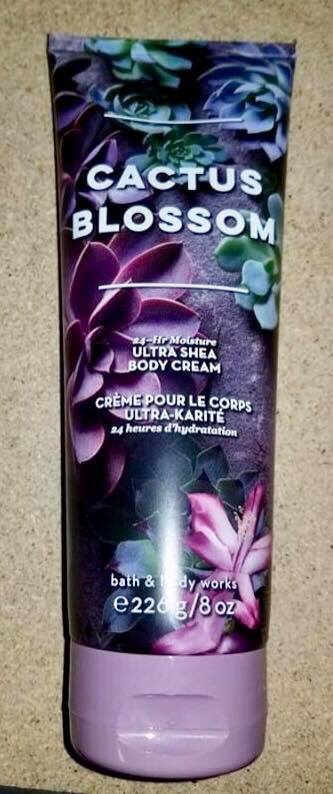 CACTUS
BLOSSOM
24-Hr Moisture
ULTRA SHEA
BODY CREAM
CRÈME POUR LE CORPS
ULTRA-KARITÉ
24 heures d'hydratation
bath & body works
℮226 g/8 oz